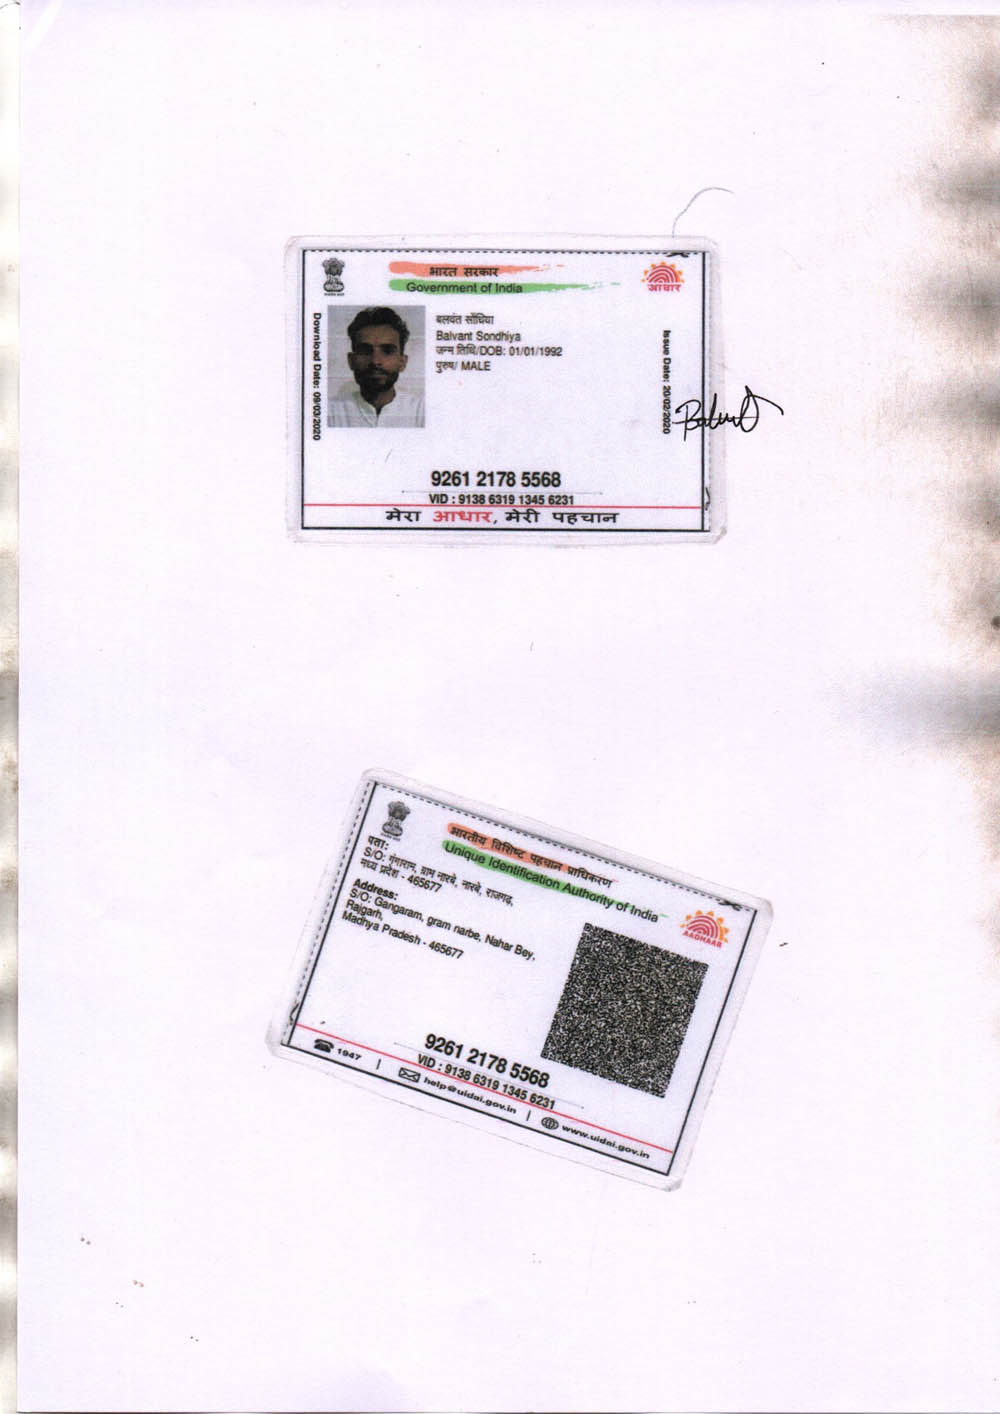 भारत सरकार
Government of India
आधार
Download Date: 09/03/2020
बलवंत सौंधिया
Balvant Sondhiya
जन्म तिथि/DOB: 01/01/1992
पुरुष/ MALE
Issue Date: 20/02/2020
9261 2178 5568
VID : 9138 6319 1345 6231
मेरा आधार, मेरी पहचान
भारतीय विशिष्ट पहचान प्राधिकरण
Unique Identification Authority of India
AADHAAR
पता:
S/O: गंगाराम, ग्राम नारबे, नारबे, राजगढ़,
मध्य प्रदेश - 465677
Address:
S/O: Gangaram, gram narbe, Nahar Bey,
Rajgarh,
Madhya Pradesh - 465677
9261 2178 5568
VID : 9138 6319 1345 6231
1947
help@uidai.gov.in
www.uidai.gov.in